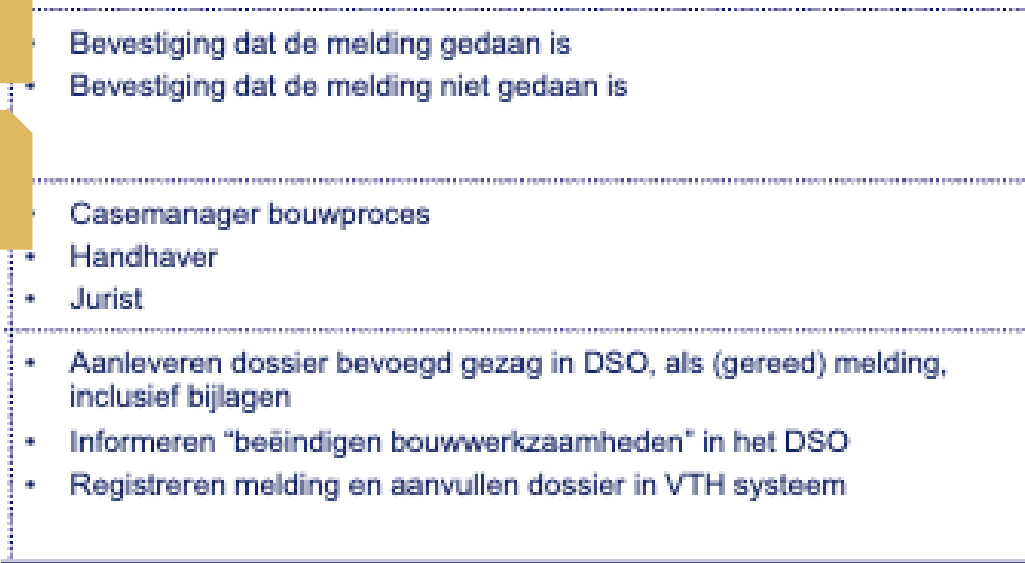 • Bevestiging dat de melding gedaan is
• Bevestiging dat de melding niet gedaan is
• Casemanager bouwproces
• Handhaver
• Jurist
• Aanleveren dossier bevoegd gezag in DSO, als (gereed) melding,
inclusief bijlagen
• Informeren “beëindigen bouwwerkzaamheden” in het DSO
• Registreren melding en aanvullen dossier in VTH systeem